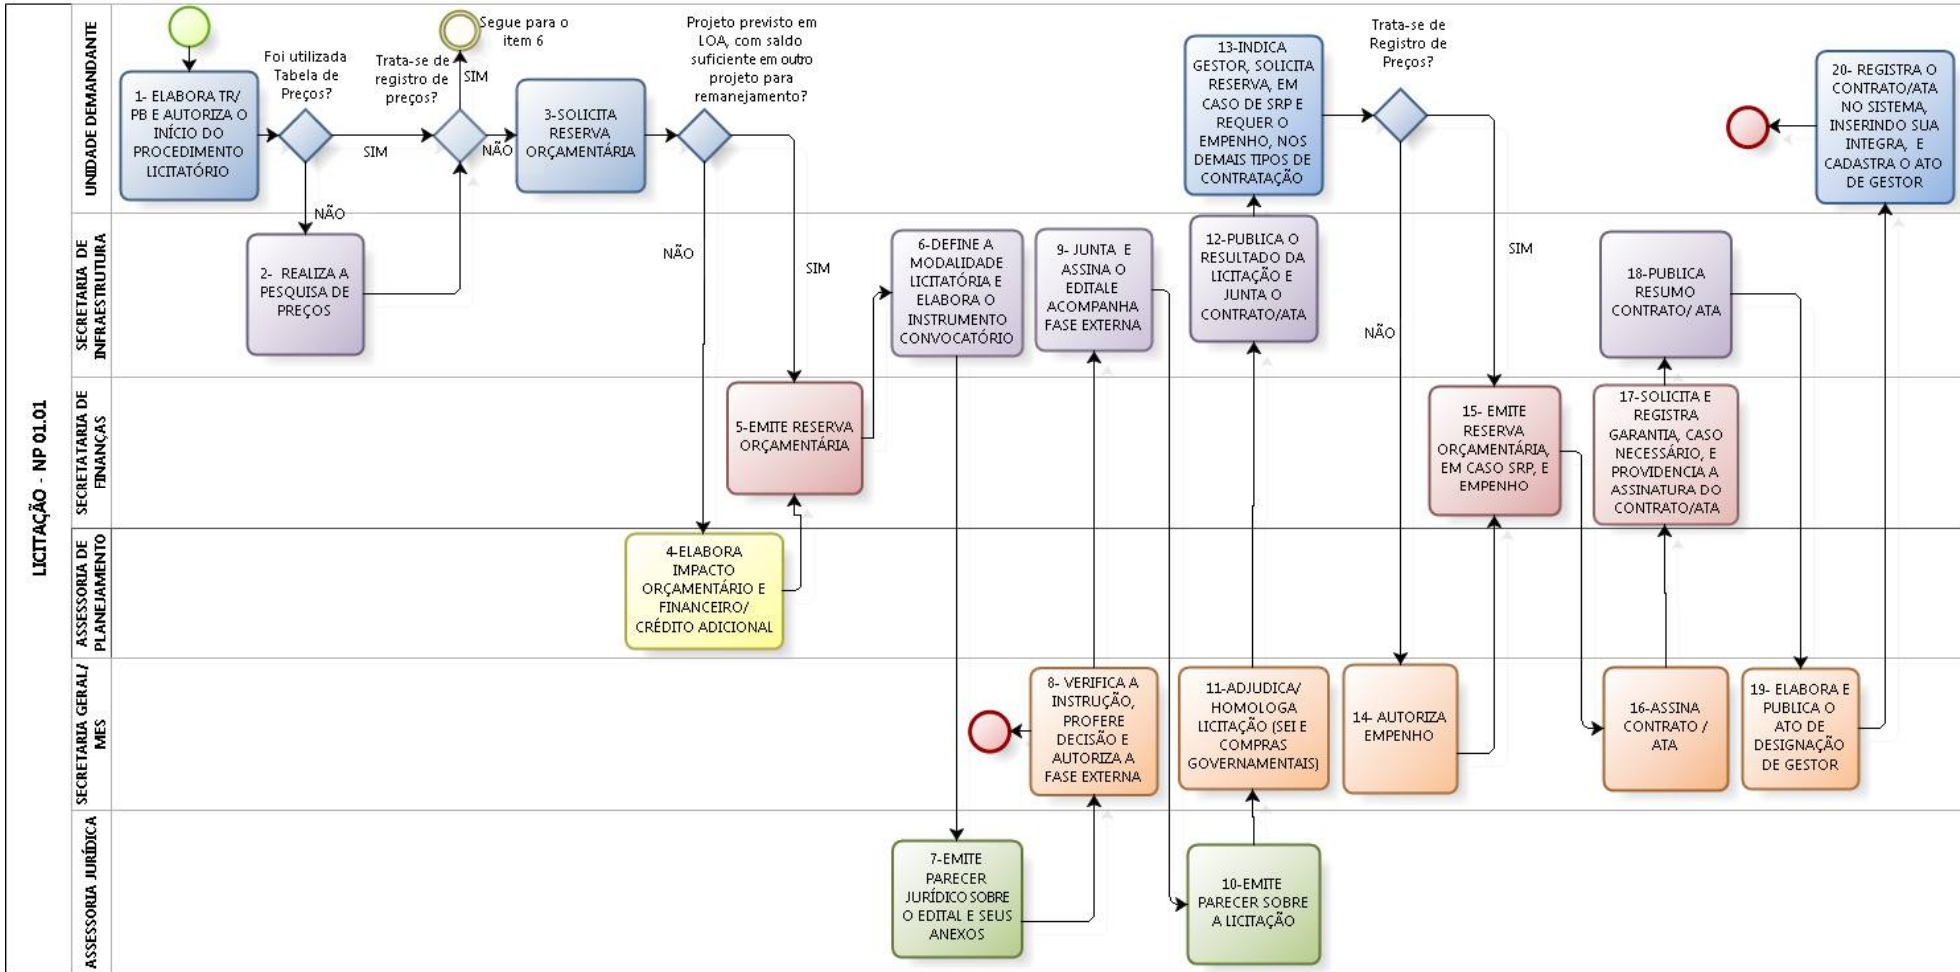 LICITAÇÃO - NP 01.01
UNIDADE DEMANDANTE
SECRETARIA DE
INFRAESTRUTURA
SECRETATARIA DE
FINANÇAS
ASSESSORIA DE
PLANEJAMENTO
SECRETARIA GERAL/
MES
ASSESSORIA JURÍDICA
1- ELABORA TR/
PB E AUTORIZA O
INÍCIO DO
PROCEDIMENTO
LICITATÓRIO
Foi utilizada
Tabela de
Preços?
SIM
NÃO
2- REALIZA A
PESQUISA DE
PREÇOS
Trata-se de
registro de
preços?
SIM
Segue para o
item 6
NÃO
3-SOLICITA
RESERVA
ORÇAMENTÁRIA
Projeto previsto em
LOA, com saldo
suficiente em outro
projeto para
remanejamento?
NÃO
SIM
4-ELABORA
IMPACTO
ORÇAMENTÁRIO E
FINANCEIRO/
CRÉDITO ADICIONAL
5-EMITE RESERVA
ORÇAMENTÁRIA
6-DEFINE A
MODALIDADE
LICITATÓRIA E
ELABORA O
INSTRUMENTO
CONVOCATÓRIO
7-EMITE
PARECER
JURÍDICO SOBRE
O EDITAL E SEUS
ANEXOS
8- VERIFICA A
INSTRUÇÃO,
PROFERE
DECISÃO E
AUTORIZA A
FASE EXTERNA
9- JUNTA E
ASSINA O
EDITALE
ACOMPANHA
FASE EXTERNA
10-EMITE
PARECER SOBRE
A LICITAÇÃO
11-ADJUDICA/
HOMOLOGA
LICITAÇÃO (SEI E
COMPRAS
GOVERNAMENTAIS)
12-PUBLICA O
RESULTADO DA
LICITAÇÃO E
JUNTA O
CONTRATO/ATA
13-INDICA
GESTOR, SOLICITA
RESERVA, EM
CASO DE SRP E
REQUER O
EMPENHO, NOS
DEMAIS TIPOS DE
CONTRATAÇÃO
Trata-se de
Registro de
Preços?
NÃO
SIM
14- AUTORIZA
EMPENHO
15- EMITE
RESERVA
ORÇAMENTÁRIA,
EM CASO SRP, E
EMPENHO
16-ASSINA
CONTRATO /
ATA
17-SOLICITA E
REGISTRA
GARANTIA, CASO
NECESSÁRIO, E
PROVIDENCIA A
ASSINATURA DO
CONTRATO/ATA
18-PUBLICA
RESUMO
CONTRATO/ ATA
19- ELABORA E
PUBLICA O
ATO DE
DESIGNAÇÃO
DE GESTOR
20- REGISTRA O
CONTRATO/ATA
NO SISTEMA,
INSERINDO SUA
INTEGRA, E
CADASTRA O ATO
DE GESTOR